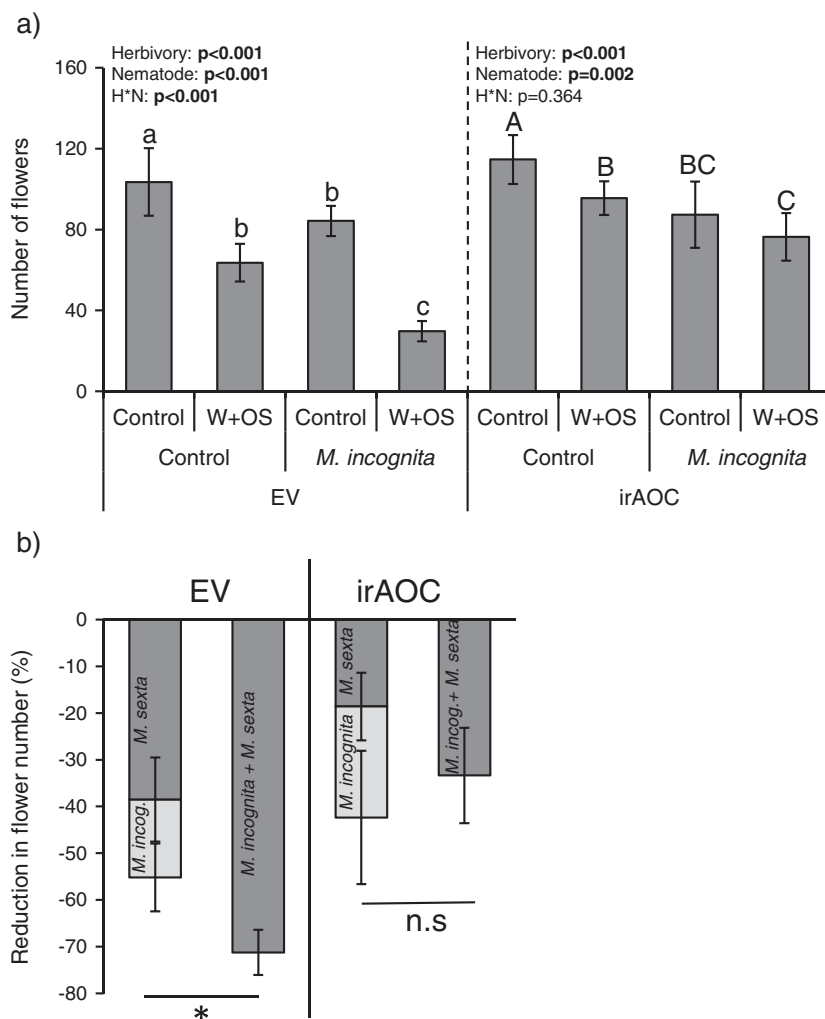 a)
Herbivory: p<0.001
Nematode: p<0.001
H*N: p<0.001
Herbivory: p<0.001
Nematode: p=0.002
H*N: p=0.364
Number of flowers
160
120
80
40
0
a
b
b
c
A
B
BC
C
Control W+OS Control W+OS Control W+OS Control W+OS
Control M. incognita Control M. incognita
EV irAOC
b)
EV irAOC
Reduction in flower number (%)
0
-10
-20
-30
-40
-50
-60
-70
-80
M. sexta
M. incog.
M. incognita + M. sexta
M. sexta
M. incognita
M. incog.+ M. sexta
*
n.s